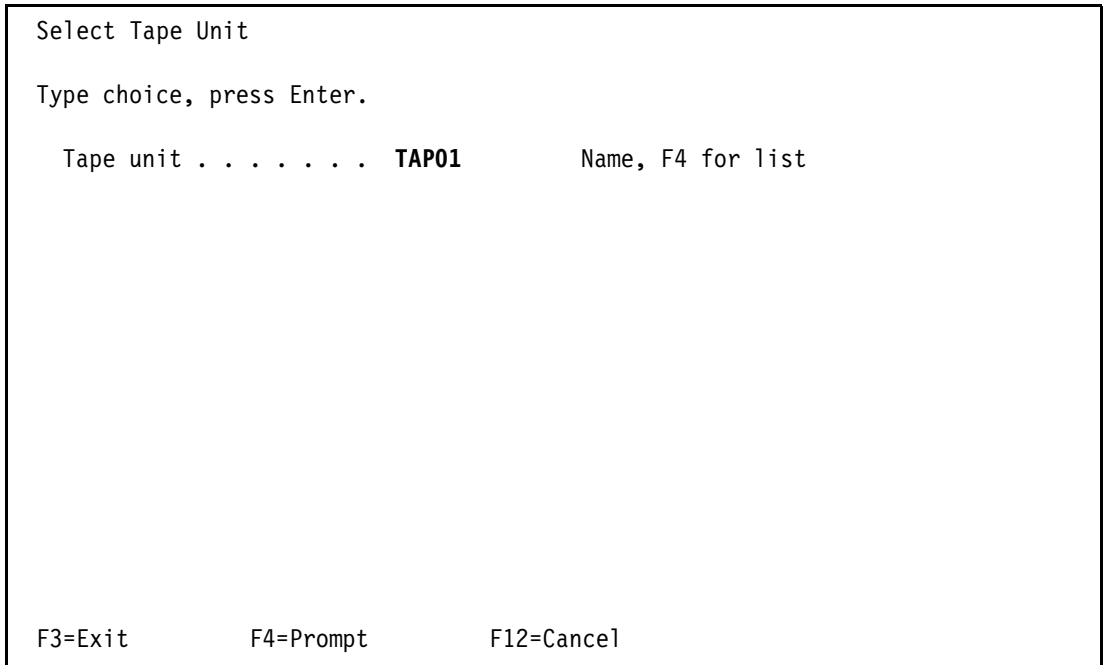 Select Tape Unit
Type choice, press Enter.
Tape unit . . . . . . . TAP01 Name, F4 for list
F3=Exit F4=Prompt F12=Cancel